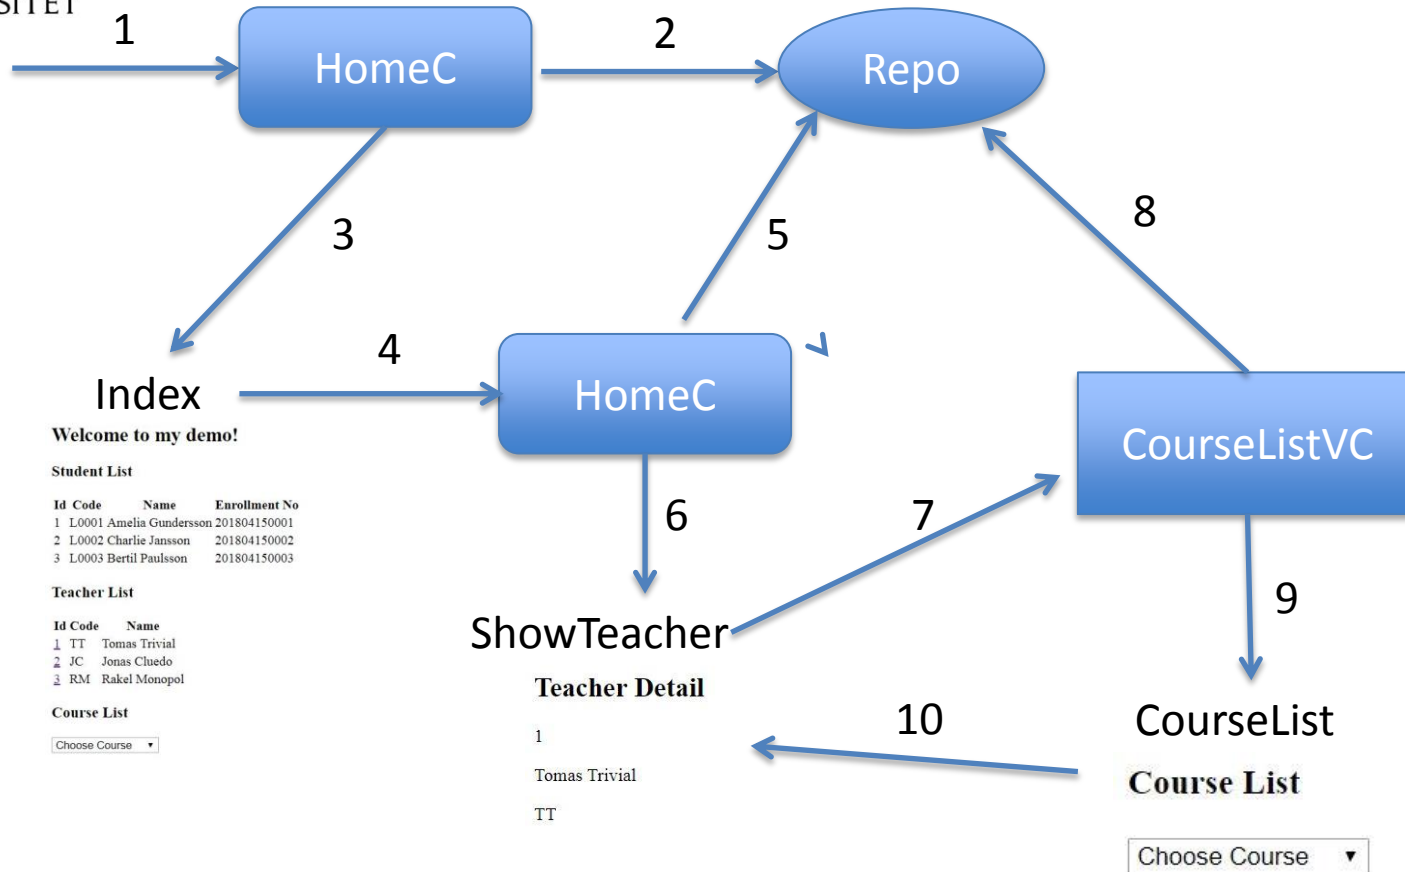 SITET
1
HomeC
2
Repo
3
5
8
Index
4
HomeC
CourseListVC
Welcome to my demo!
Student List
Id Code Name Enrollment No
1 L0001 Amelia Gundersson 201804150001
2 L0002 Charlie Jansson 201804150002
3 L0003 Bertil Paulsson 201804150003
Teacher List
Id Code Name
1 TT Tomas Trivial
2 JC Jonas Cluedo
3 RM Rakel Monopol
Course List
Choose Course
6
7
9
ShowTeacher
Teacher Detail
1
Tomas Trivial
TT
10
CourseList
Course List
Choose Course